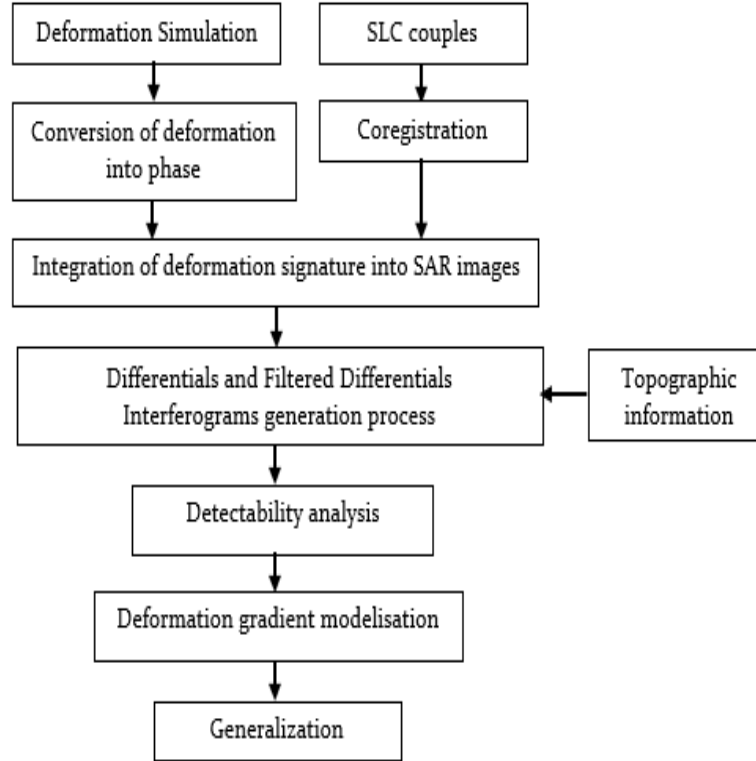 Deformation Simulation
SLC couples
Conversion of deformation
into phase
Coregistration
Integration of deformation signature into SAR images
Differentials and Filtered Differentials
Interferograms generation process
Topographic
information
Detectability analysis
Deformation gradient modelisation
Generalization